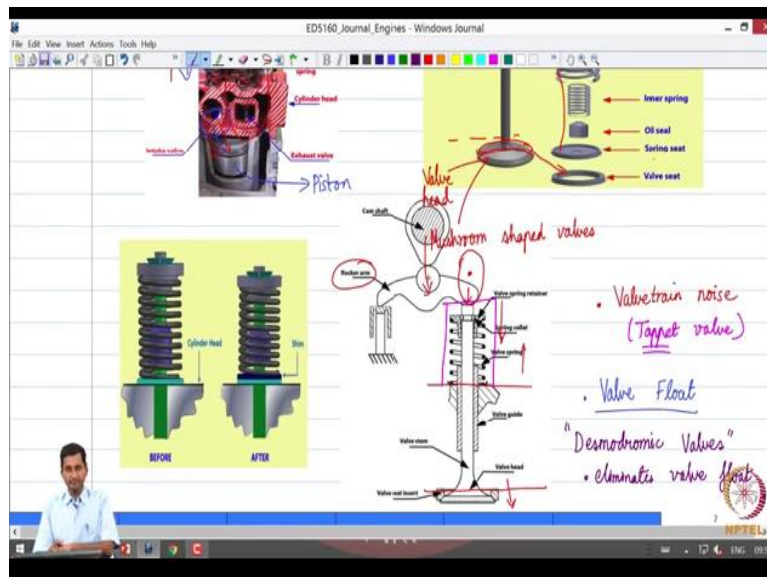 ED5160_Journal_Engines - Windows Journal
File Edit View Insert Actions Tools Help
spring
Cylinder head
Intake valve
Exhaust valve
Piston
Inner spring
Oil seal
Spring seat
Valve seat
Valve
head
Mushroom shaped valves
Cam shaft
Rocker arm
Valve spring retainer
Spring collet
Valve spring
Valve guide
Valve stem
Valve head
Valve seat insert
Cylinder Head
Shim
BEFORE
AFTER
• Valvetrain noise
(Tappet valve)
• Valve Float
"Desmodromic Valves"
• eliminates valve float
7
NPTEL
ENG